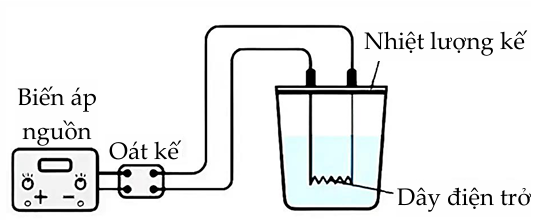 Nhiệt lượng kế
Biến áp
nguồn
Oát kế
+ −
Dây điện trở